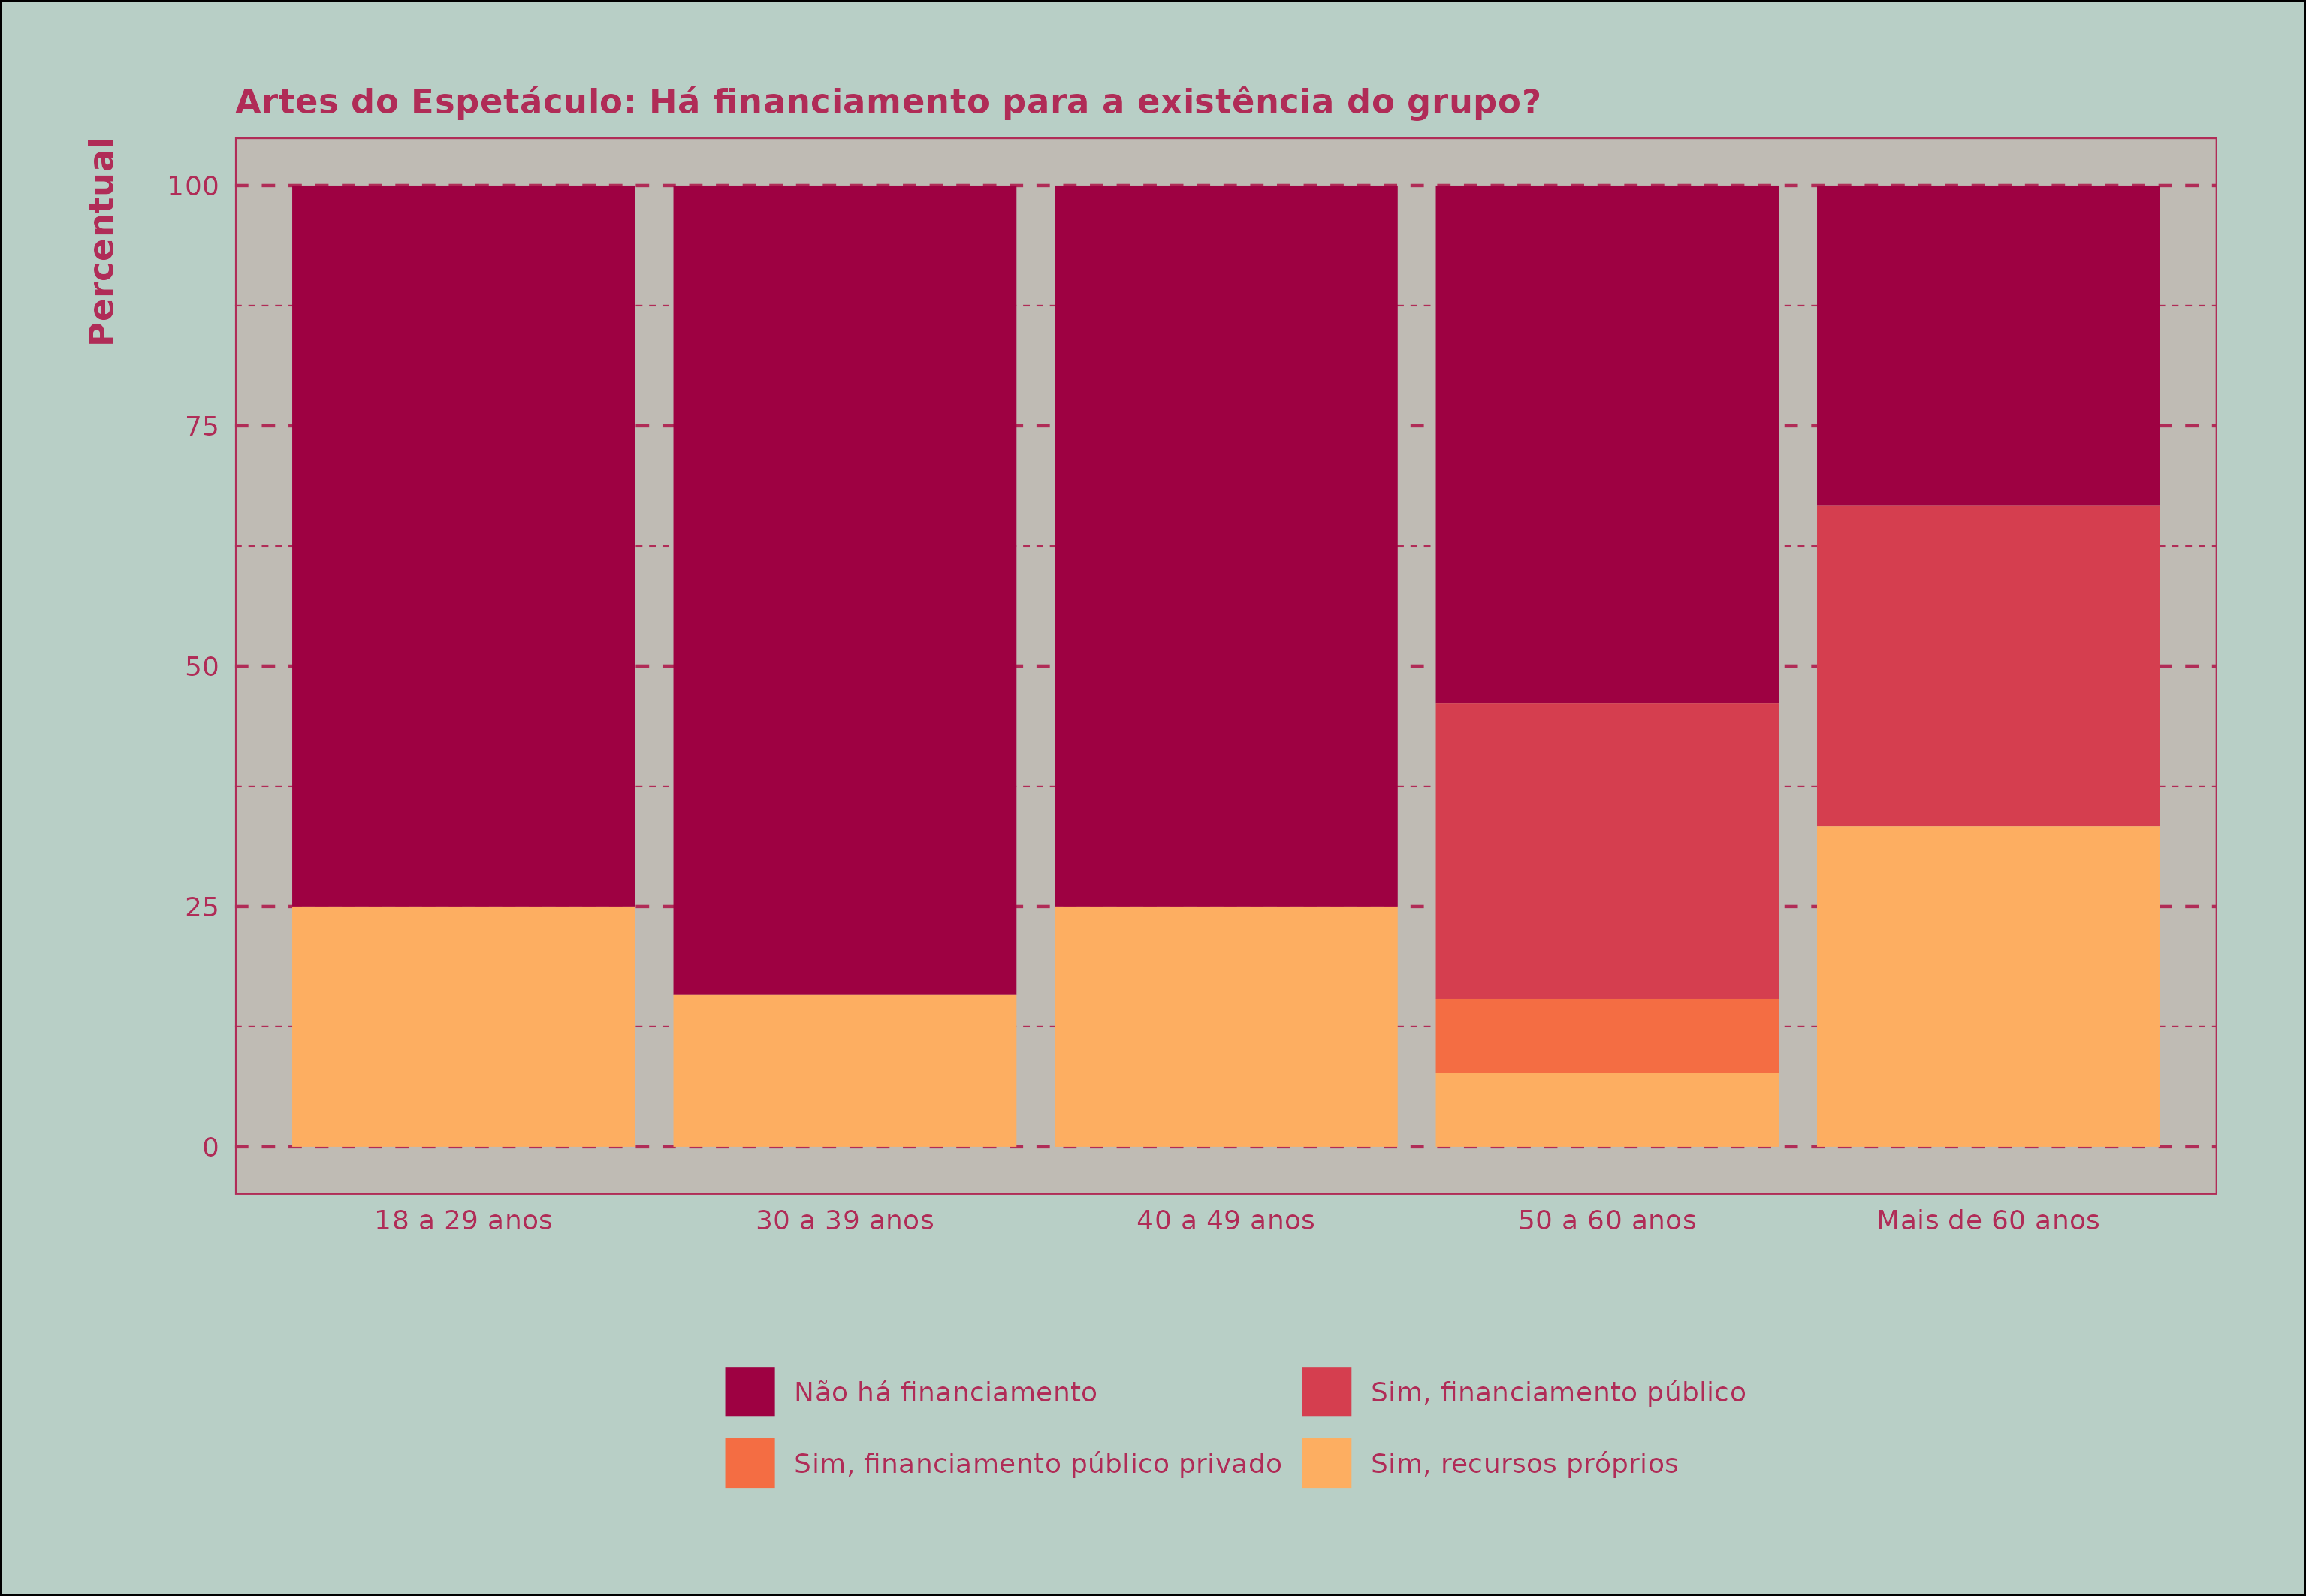 Artes do Espetáculo: Há financiamento para a existência do grupo?
Percentual
100
75
50
25
0
18 a 29 anos
30 a 39 anos
40 a 49 anos
50 a 60 anos
Mais de 60 anos
Não há financiamento
Sim, financiamento público
Sim, financiamento público privado
Sim, recursos próprios